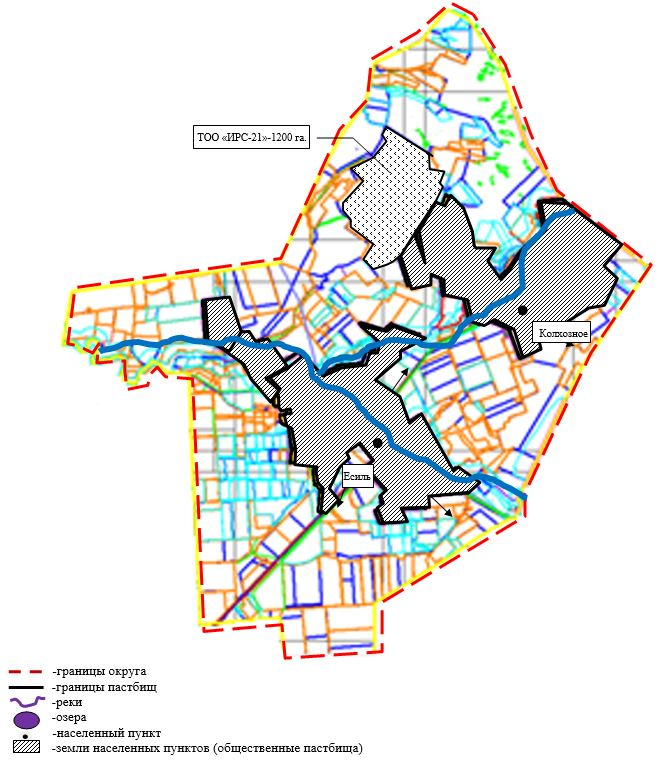 ТОО «ИРС-21»-1200 га.
Колхозное
Есиль
-границы округа
-границы пастбищ
-реки
-озера
-населенный пункт
-земли населенных пунктов (общественные пастбища)